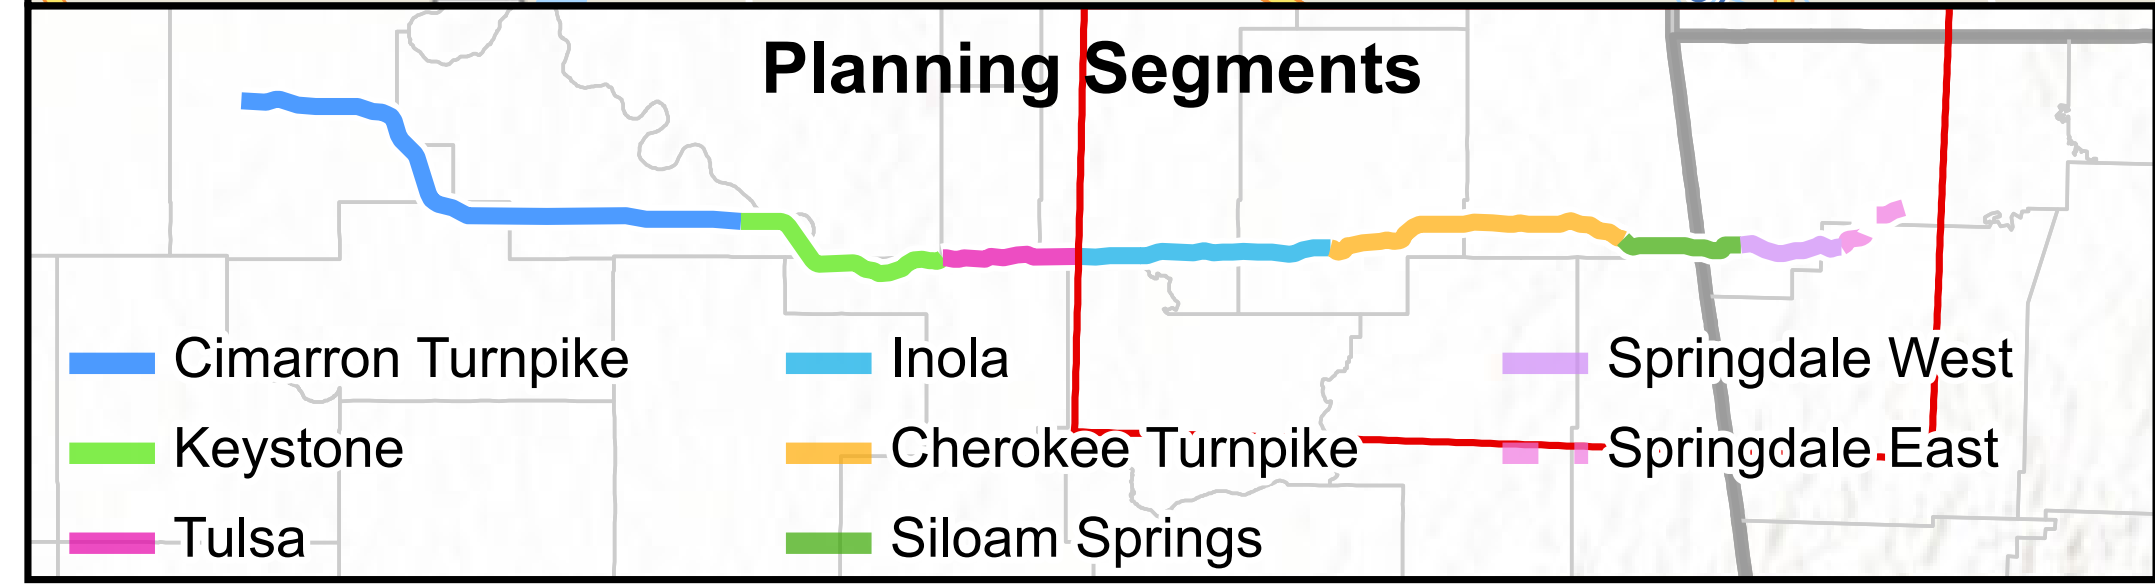 Planning Segments
Cimarron Turnpike
Keystone
Tulsa
Inola
Cherokee Turnpike
Siloam Springs
Springdale West
Springdale East